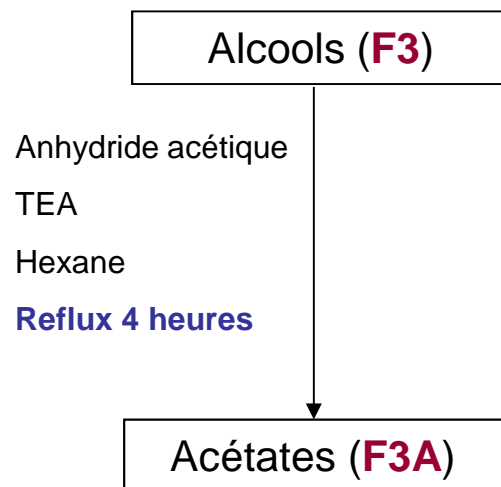 Alcools (F3)
Anhydride acétique
TEA
Hexane
Reflux 4 heures
Acétates (F3A)